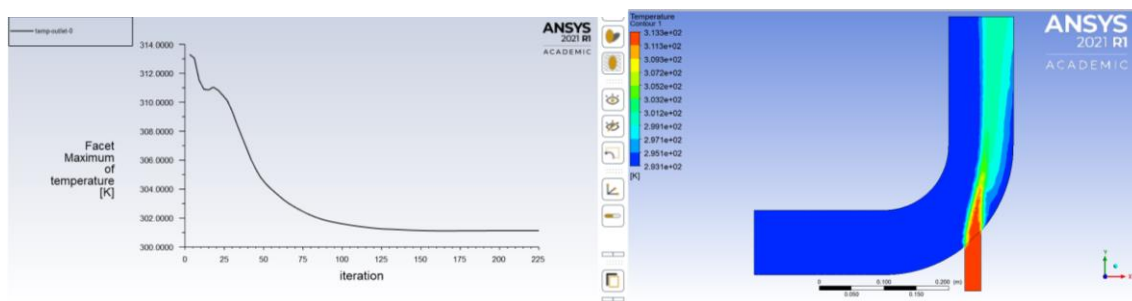 temp-outlet-0
ANSYS
2021 R1
ACADEMIC
314.0000
312.0000
310.0000
308.0000
306.0000
304.0000
302.0000
300.0000
Facet
Maximum
of
temperature
[K]
0 25 50 75 100 125 150 175 200 225
iteration
Temperature
Contour 1
3.133e+02
3.113e+02
3.093e+02
3.072e+02
3.052e+02
3.032e+02
3.012e+02
2.991e+02
2.971e+02
2.951e+02
2.931e+02
[K]
ANSYS
2021 R1
ACADEMIC
0 0.100 0.200 (m)
0.050 0.150
Y
X